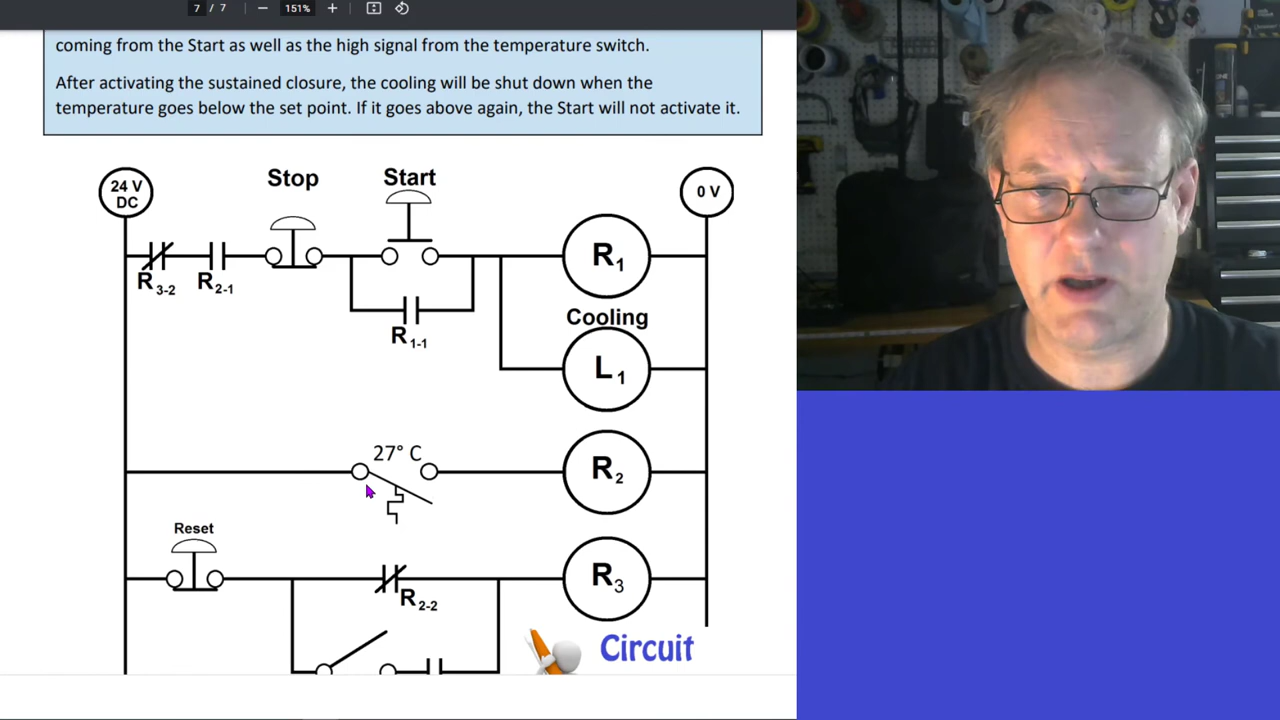 7 / 7
151%
coming from the Start as well as the high signal from the temperature switch.
After activating the sustained closure, the cooling will be shut down when the
temperature goes below the set point. If it goes above again, the Start will not activate it.
24 V
DC
Stop
Start
0 V
R3-2
R2-1
R1
R1-1
Cooling
L1
27° C
R2
Reset
R2-2
R3
Circuit